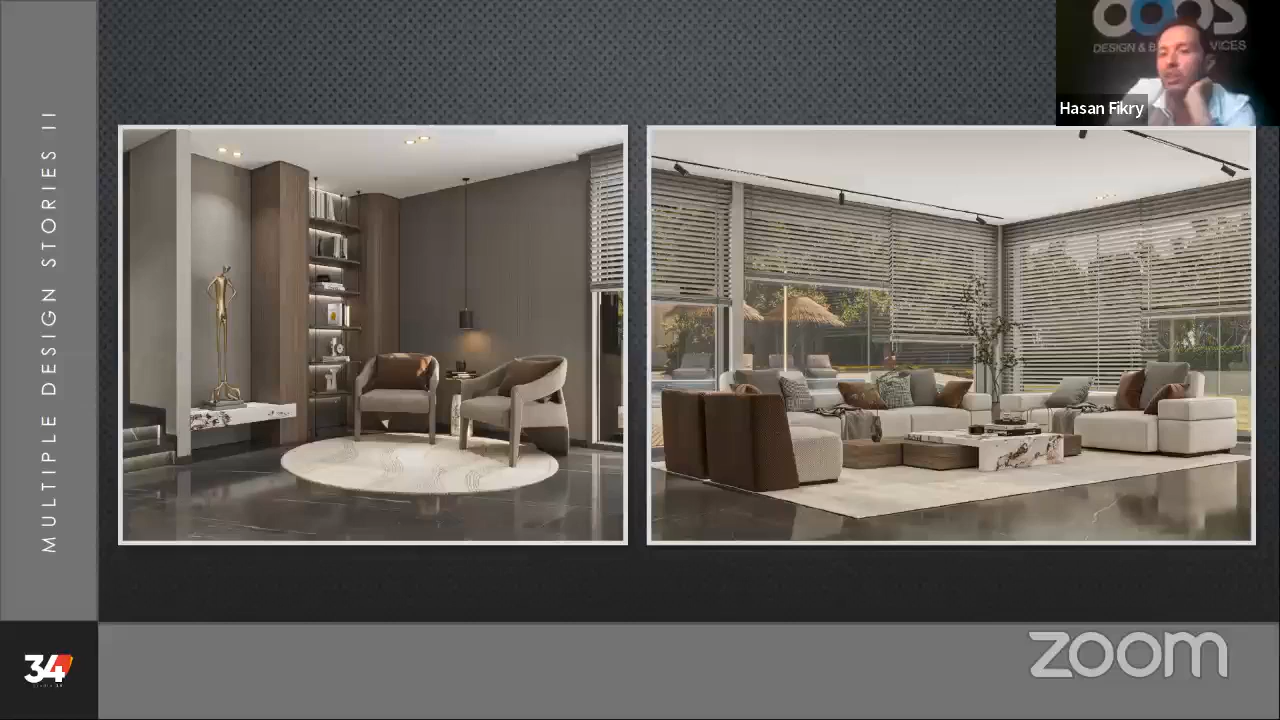 DESIGN & B
VICES
Hasan Fikry
MULTIPLE DESIGN STORIES II
34
zoom